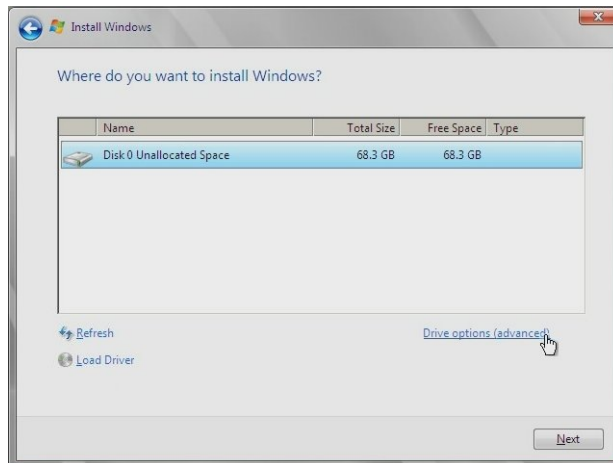 Install Windows
Where do you want to install Windows?
Name Total Size Free Space Type
Disk 0 Unallocated Space 68.3 GB 68.3 GB
Refresh Drive options (advanced)
Load Driver
Next